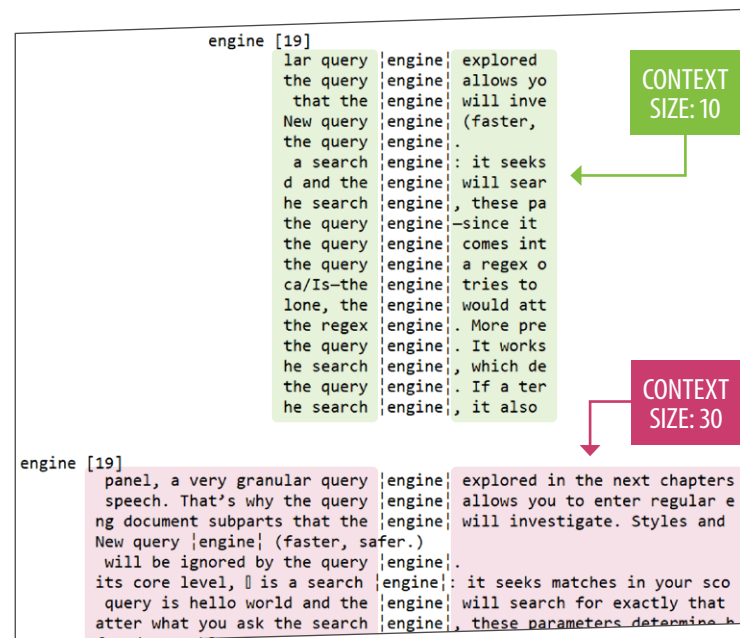 engine [19]
lar query ¦engine¦ explored
the query ¦engine¦ allows yo
that the ¦engine¦ will inve
New query ¦engine¦ (faster,
the query ¦engine¦.
a search ¦engine¦: it seeks
d and the ¦engine¦ will sear
he search ¦engine¦, these pa
the query ¦engine¦—since it
the query ¦engine¦ comes int
the query ¦engine¦ a regex o
ca/Is—the ¦engine¦ tries to
lone, the ¦engine¦ would att
the regex ¦engine¦. More pre
the query ¦engine¦. It works
he search ¦engine¦, which de
the query ¦engine¦. If a ter
he search ¦engine¦, it also
CONTEXT
SIZE: 10
CONTEXT
SIZE: 30
engine [19]
panel, a very granular query ¦engine¦ explored in the next chapters
speech. That’s why the query ¦engine¦ allows you to enter regular e
ng document subparts that the ¦engine¦ will investigate. Styles and
New query ¦engine¦ (faster, safer.)
will be ignored by the query ¦engine¦.
its core level, ▯ is a search ¦engine¦: it seeks matches in your sco
query is hello world and the ¦engine¦ will search for exactly that
atter what you ask the search ¦engine¦, these parameters determine h